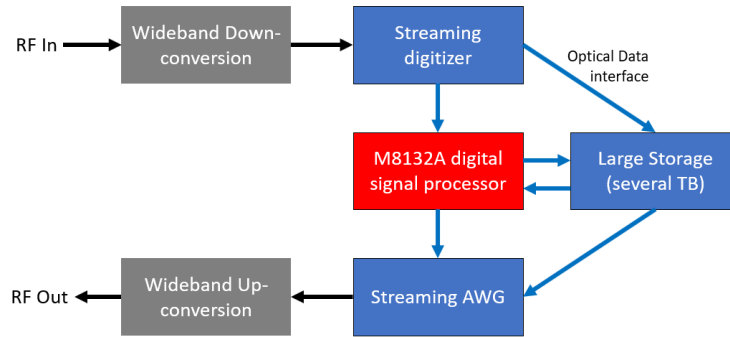 RF In
Wideband Down-
conversion
Streaming
digitizer
Optical Data
interface
M8132A digital
signal processor
Large Storage
(several TB)
RF Out
Wideband Up-
conversion
Streaming AWG